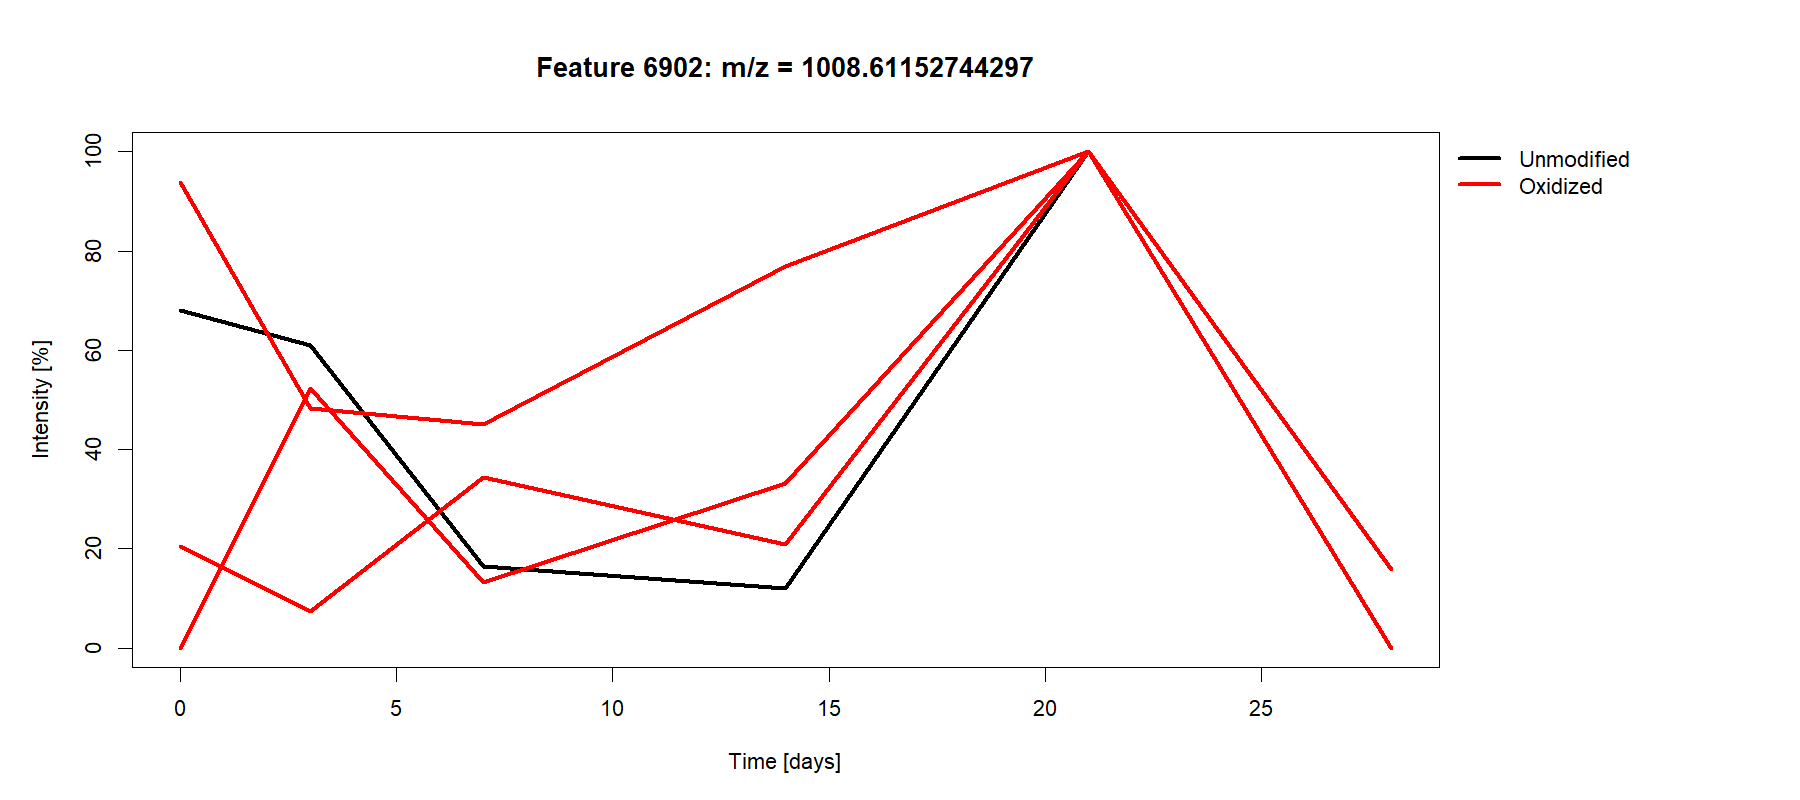 Feature 6902: m/z = 1008.61152744297
Unmodified
Oxidized
Intensity [%]
100
80
60
40
20
0
0 5 10 15 20 25
Time [days]